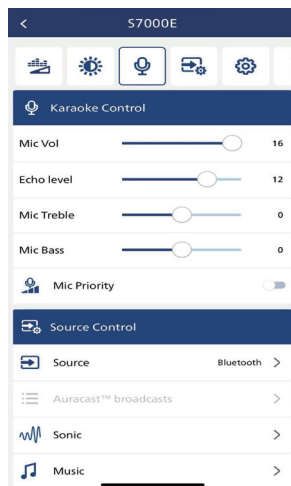 S7000E
Karaoke Control
Mic Vol 16
Echo level 12
Mic Treble 0
Mic Bass 0
Mic Priority
Source Control
Source Bluetooth
Auracast™ broadcasts
Sonic
Music